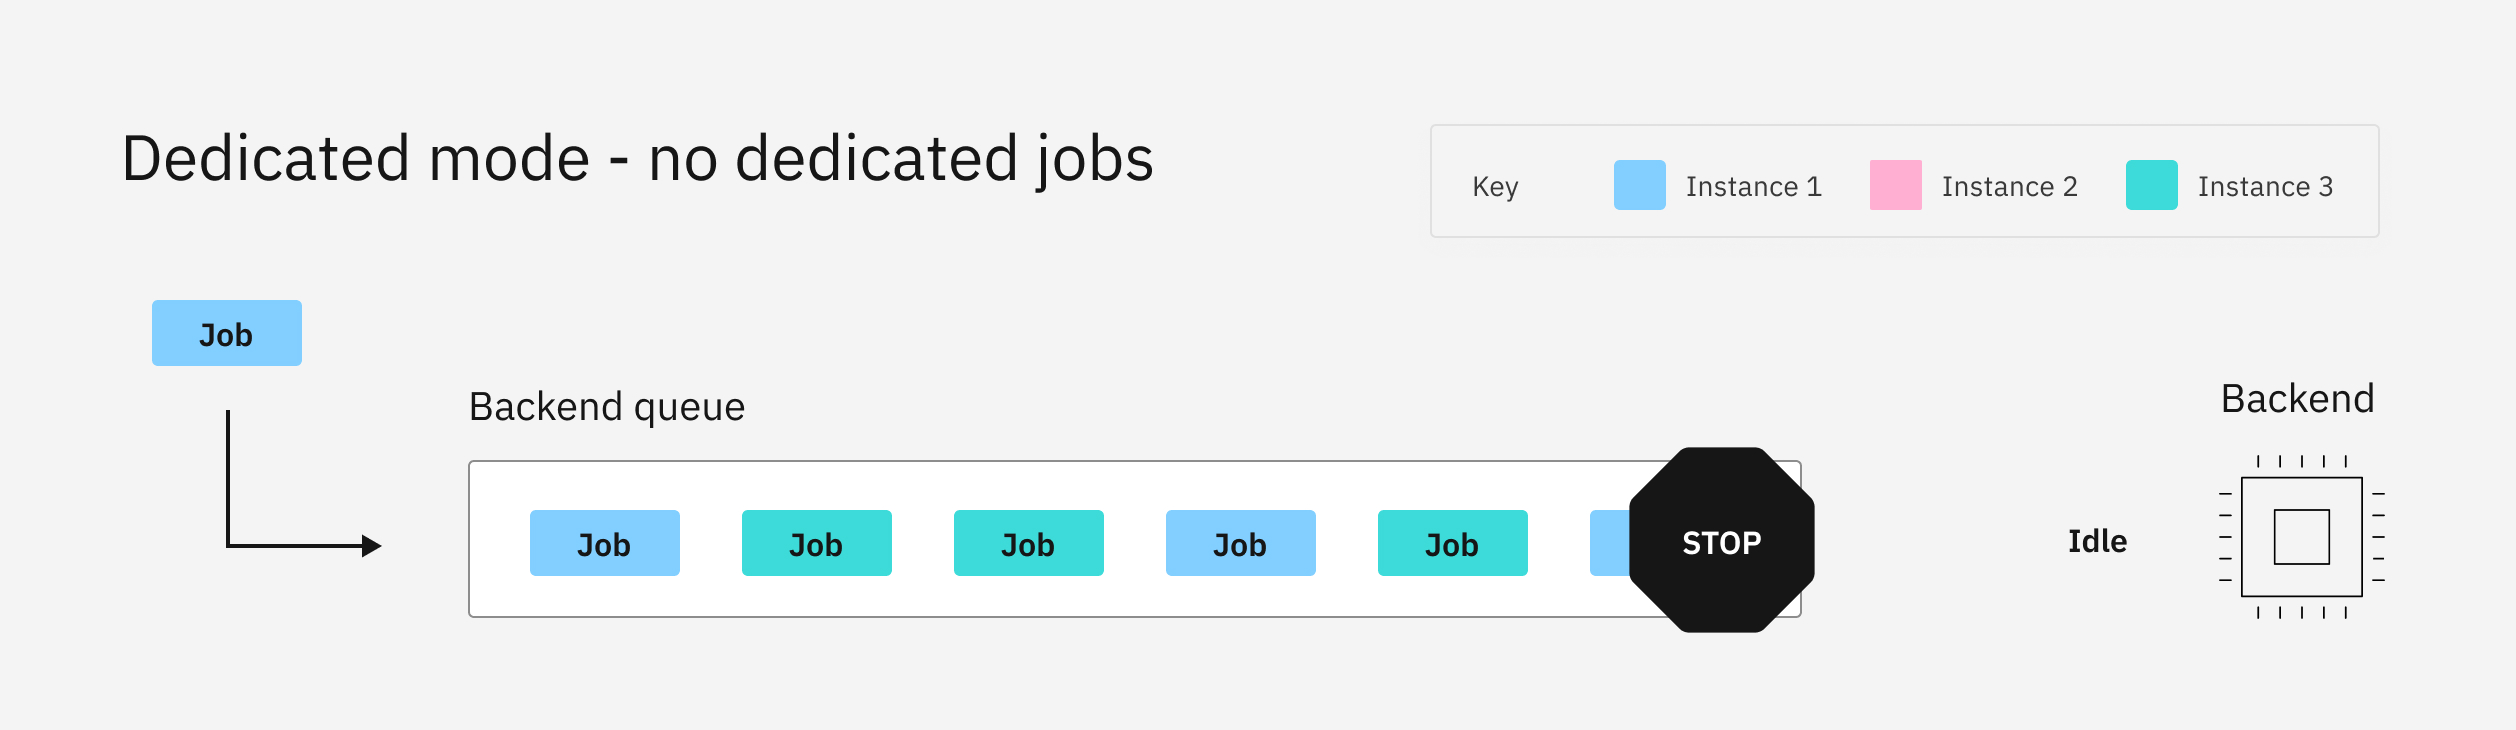 Dedicated mode - no dedicated jobs
Key Instance 1 Instance 2 Instance 3
Job
Backend queue
Backend
Job Job Job Job Job STOP
Idle